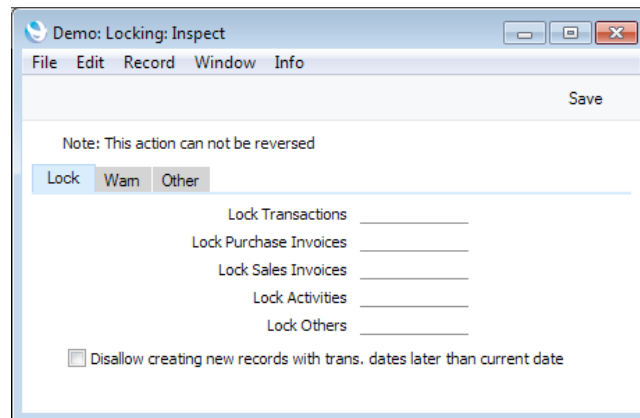 Demo: Locking: Inspect
File Edit Record Window Info
Save
Note: This action can not be reversed
Lock Warn Other
Lock Transactions
Lock Purchase Invoices
Lock Sales Invoices
Lock Activities
Lock Others
Disallow creating new records with trans. dates later than current date